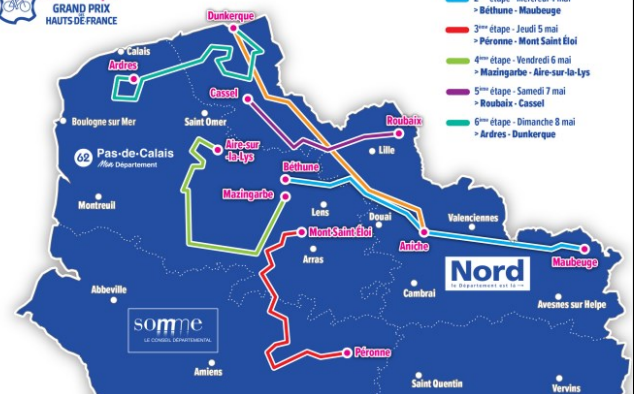 GRAND PRIX
HAUTS-DE-FRANCE
> Béthune - Maubeuge
3ème étape - Jeudi 5 mai
> Péronne - Mont Saint Éloi
4ème étape - Vendredi 6 mai
> Mazingarbe - Aire-sur-la-Lys
5ème étape - Samedi 7 mai
> Roubaix - Cassel
6ème étape - Dimanche 8 mai
> Ardres - Dunkerque
Dunkerque
Calais
Ardres
Cassel
Boulogne sur Mer
Saint Omer
Roubaix
Lille
Aire-sur
-la-Lys
62 Pas-de-Calais
Mon Département
Béthune
Mazingarbe
Montreuil
Lens
Douai
Valenciennes
Mont-Saint-Éloi
Aniche
Maubeuge
Arras
Nord
le Département est là
Cambrai
Abbeville
Avesnes sur Helpe
somme
LE CONSEIL DÉPARTEMENTAL
Péronne
Amiens
Saint Quentin
Vervins